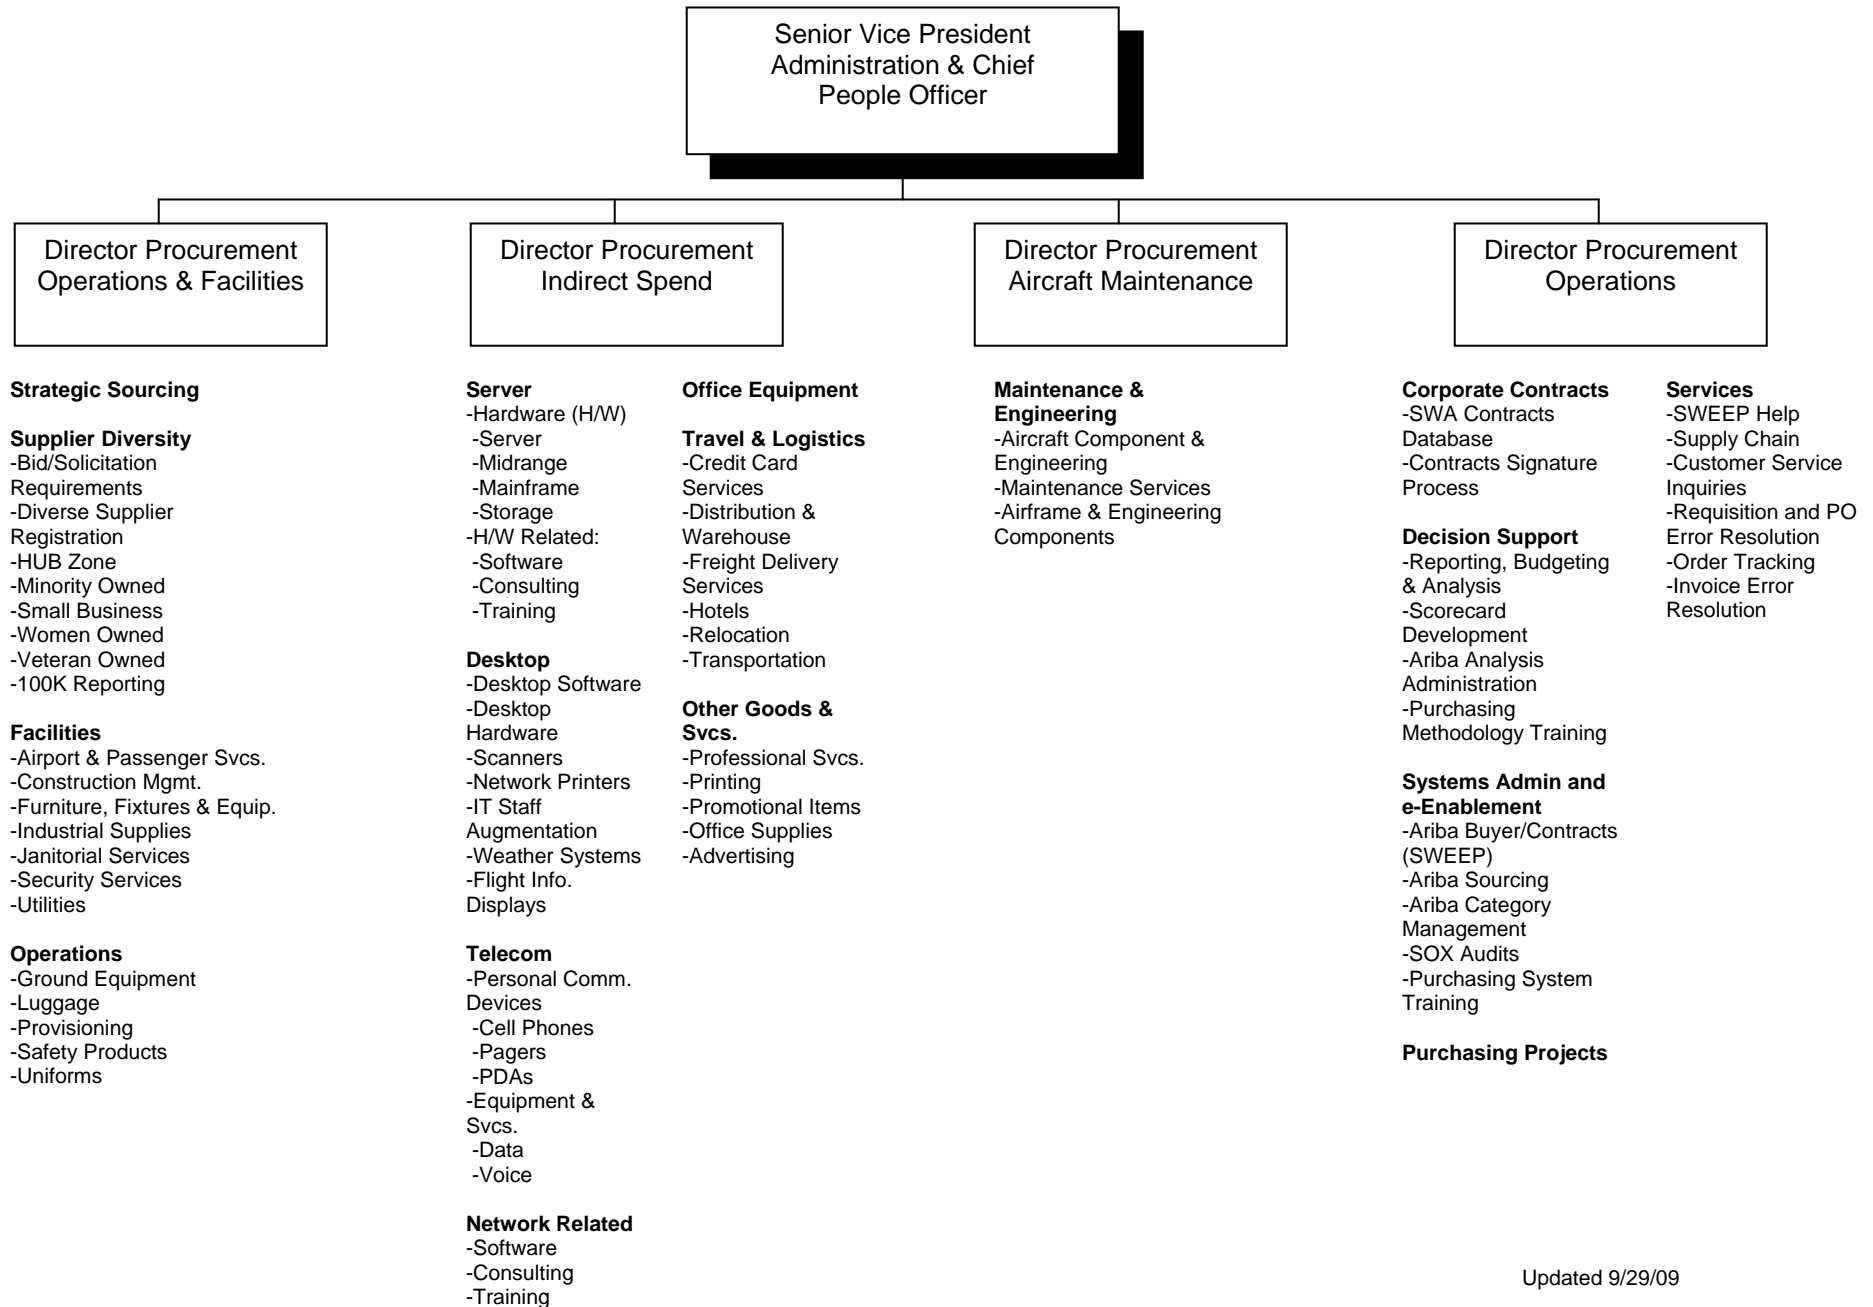 Senior Vice President
Administration & Chief
People Officer
Director Procurement
Operations & Facilities
Director Procurement
Indirect Spend
Director Procurement
Aircraft Maintenance
Director Procurement
Operations
Strategic Sourcing
Supplier Diversity
-Bid/Solicitation
Requirements
-Diverse Supplier
Registration
-HUB Zone
-Minority Owned
-Small Business
-Women Owned
-Veteran Owned
-100K Reporting
Facilities
-Airport & Passenger Svcs.
-Construction Mgmt.
-Furniture, Fixtures & Equip.
-Industrial Supplies
-Janitorial Services
-Security Services
-Utilities
Operations
-Ground Equipment
-Luggage
-Provisioning
-Safety Products
-Uniforms
Server
-Hardware (H/W)
-Server
-Midrange
-Mainframe
-Storage
-H/W Related:
-Software
-Consulting
-Training
Desktop
-Desktop Software
-Desktop
Hardware
-Scanners
-Network Printers
-IT Staff
Augmentation
-Weather Systems
-Flight Info.
Displays
Telecom
-Personal Comm.
Devices
-Cell Phones
-Pagers
-PDAs
-Equipment &
Svcs.
-Data
-Voice
Network Related
-Software
-Consulting
-Training
Office Equipment
Travel & Logistics
-Credit Card
Services
-Distribution &
Warehouse
-Freight Delivery
Services
-Hotels
-Relocation
-Transportation
Other Goods &
Svcs.
-Professional Svcs.
-Printing
-Promotional Items
-Office Supplies
-Advertising
Maintenance &
Engineering
-Aircraft Component &
Engineering
-Maintenance Services
-Airframe & Engineering
Components
Corporate Contracts
-SWA Contracts
Database
-Contracts Signature
Process
Decision Support
-Reporting, Budgeting
& Analysis
-Scorecard
Development
-Ariba Analysis
Administration
-Purchasing
Methodology Training
Systems Admin and
e-Enablement
-Ariba Buyer/Contracts
(SWEEP)
-Ariba Sourcing
-Ariba Category
Management
-SOX Audits
-Purchasing System
Training
Purchasing Projects
Services
-SWEEP Help
-Supply Chain
-Customer Service
Inquiries
-Requisition and PO
Error Resolution
-Order Tracking
-Invoice Error
Resolution
Updated 9/29/09